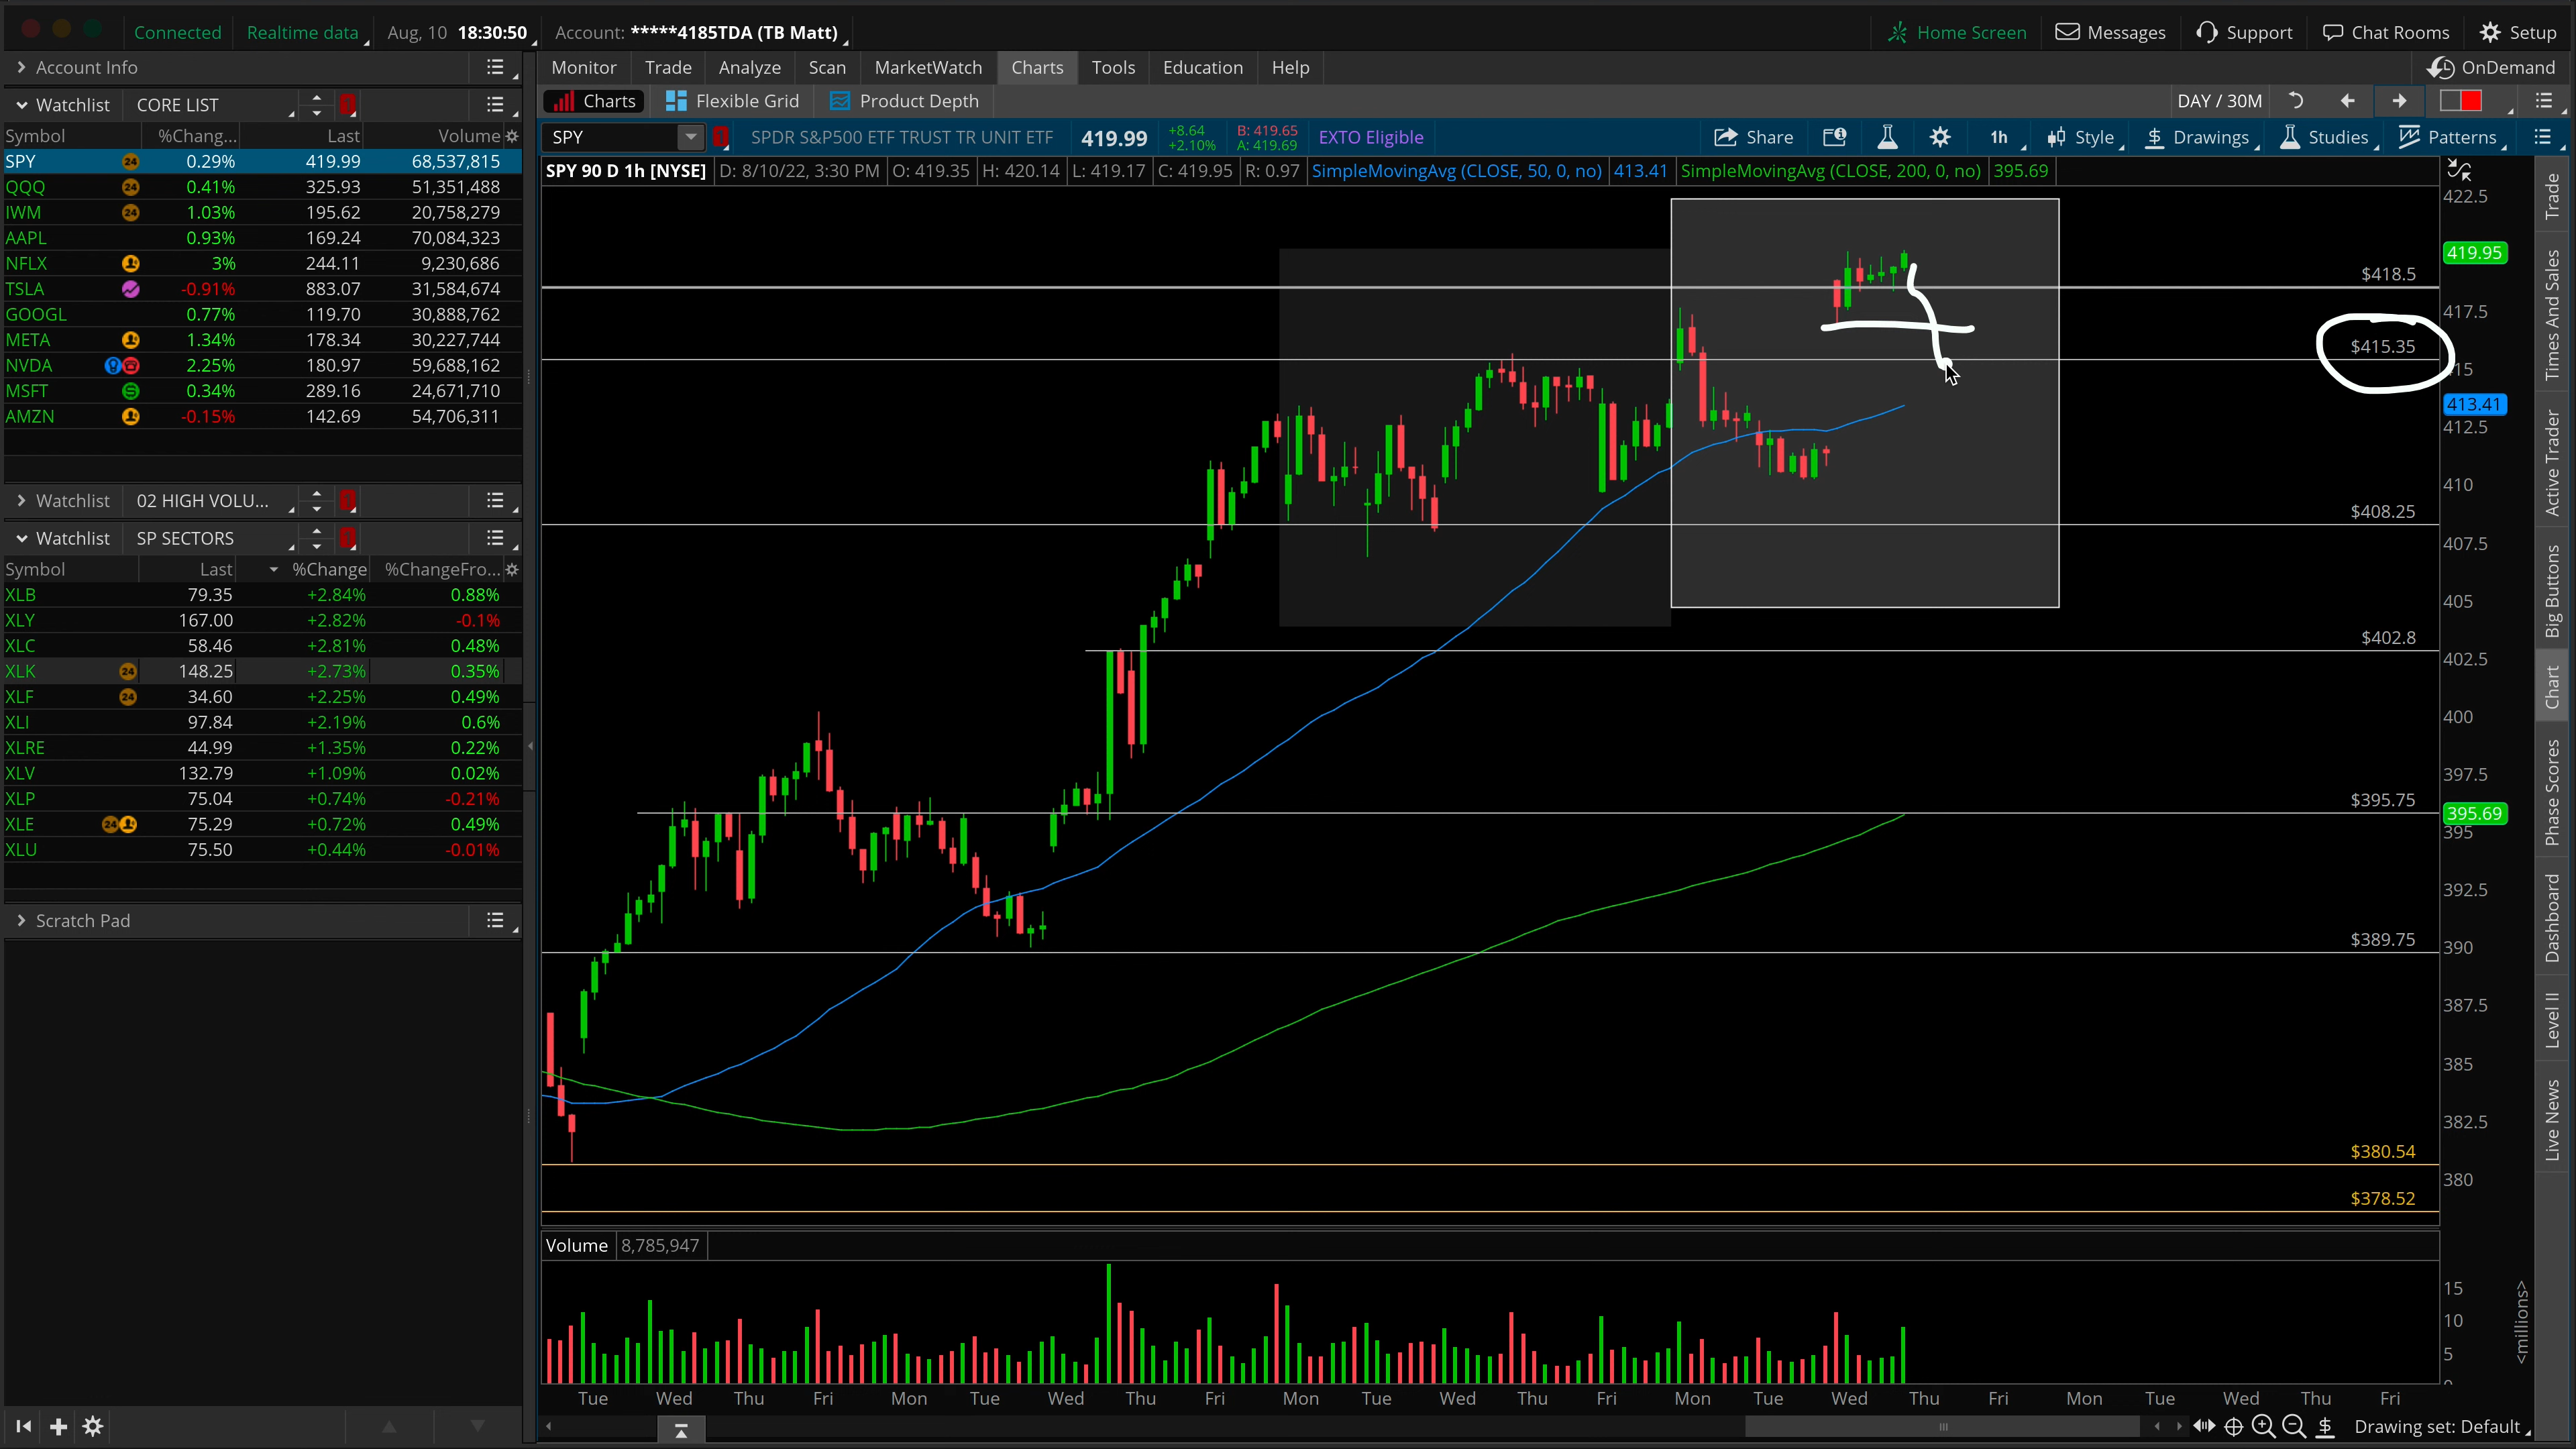 Connected Realtime data Aug, 10 18:30:50 Account: *****4185TDA (TB Matt) Home Screen Messages Support Chat Rooms Setup
Account Info
Monitor Trade Analyze Scan MarketWatch Charts Tools Education Help OnDemand
Watchlist CORE LIST
Charts Flexible Grid Product Depth DAY / 30M
Symbol %Chang... Last Volume
SPY SPDR S&P500 ETF TRUST TR UNIT ETF 419.99 +8.64 +2.10% B: 419.65 A: 419.69 EXTO Eligible Share 1h Style Drawings Studies Patterns
SPY 90 D 1h [NYSE] D: 8/10/22, 3:30 PM O: 419.35 H: 420.14 L: 419.17 C: 419.95 R: 0.97 SimpleMovingAvg (CLOSE, 50, 0, no) 413.41 SimpleMovingAvg (CLOSE, 200, 0, no) 395.69
SPY 24 0.29% 419.99 68,537,815
QQQ 24 0.41% 325.93 51,351,488
IWM 24 1.03% 195.62 20,758,279
AAPL 0.93% 169.24 70,084,323
NFLX 3% 244.11 9,230,686
TSLA -0.91% 883.07 31,584,674
GOOGL 0.77% 119.70 30,888,762
META 1.34% 178.34 30,227,744
NVDA 2.25% 180.97 59,688,162
MSFT 0.34% 289.16 24,671,710
AMZN -0.15% 142.69 54,706,311
Watchlist 02 HIGH VOLU...
Watchlist SP SECTORS
Symbol Last %Change %ChangeFro...
XLB 79.35 +2.84% 0.88%
XLY 167.00 +2.82% -0.1%
XLC 58.46 +2.81% 0.48%
XLK 24 148.25 +2.73% 0.35%
XLF 24 34.60 +2.25% 0.49%
XLI 97.84 +2.19% 0.6%
XLRE 44.99 +1.35% 0.22%
XLV 132.79 +1.09% 0.02%
XLP 75.04 +0.74% -0.21%
XLE 24 75.29 +0.72% 0.49%
XLU 75.50 +0.44% -0.01%
Scratch Pad
422.5
419.95
$418.5
417.5
$415.35
415
413.41
412.5
410
$408.25
407.5
405
$402.8
402.5
400
397.5
$395.75
395.69
395
392.5
$389.75
390
387.5
385
382.5
$380.54
380
$378.52
Volume 8,785,947
15
10
5
<millions>
Tue Wed Thu Fri Mon Tue Wed Thu Fri Mon Tue Wed Thu Fri Mon Tue Wed Thu Fri Mon Tue Wed Thu Fri
Drawing set: Default
Trade
Times And Sales
Active Trader
Big Buttons
Chart
Phase Scores
Dashboard
Level II
Live News